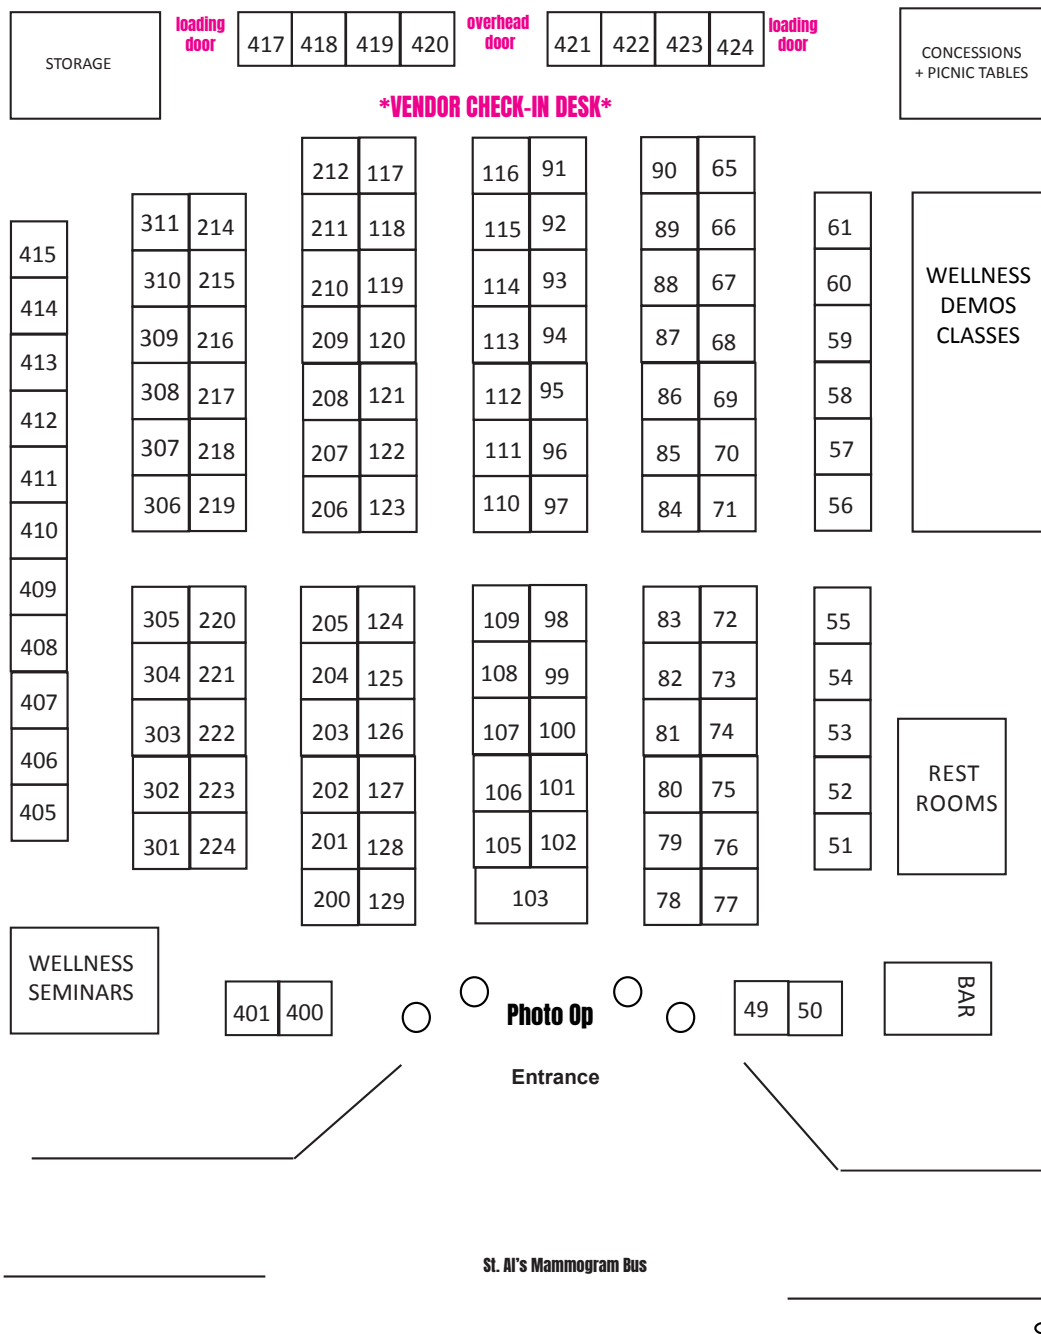 loading
door
417 418 419 420
overhead
door
421 422 423 424
loading
door
STORAGE
CONCESSIONS
+ PICNIC TABLES
*VENDOR CHECK-IN DESK*
212 117 116 91 90 65
311 214 211 118 115 92 89 66 61
415
310 215 210 119 114 93 88 67 60
414
309 216 209 120 113 94 87 68 59
413
308 217 208 121 112 95 86 69 58
412
307 218 207 122 111 96 85 70 57
411
306 219 206 123 110 97 84 71 56
410
WELLNESS
DEMOS
CLASSES
409
305 220 205 124 109 98 83 72 55
408
304 221 204 125 108 99 82 73 54
407
303 222 203 126 107 100 81 74 53
406
302 223 202 127 106 101 80 75 52
405
301 224 201 128 105 102 79 76 51
200 129 103 78 77
REST
ROOMS
WELLNESS
SEMINARS
401 400
Photo Op
49 50
BAR
Entrance
St. Al's Mammogram Bus